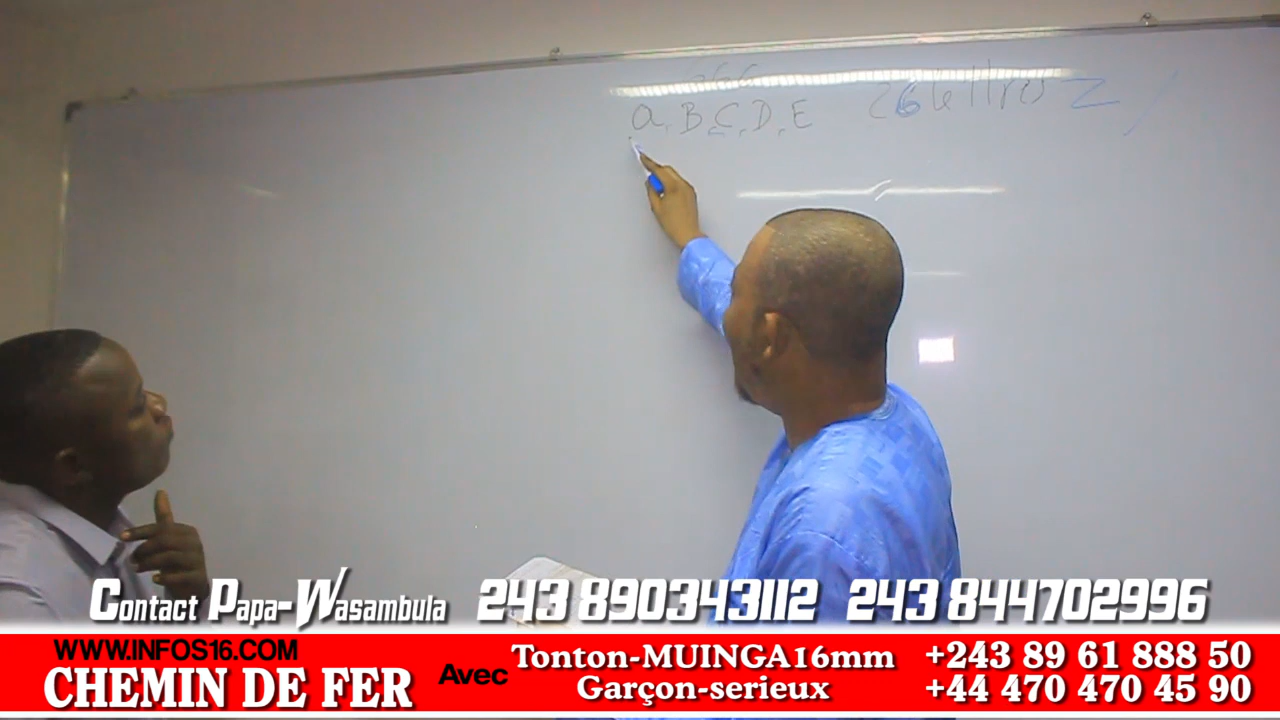 a, B, C, D, E 26 lettres Z
Contact Papa-Wasambula 243 890343112 243 844702996
WWW.INFOS16.COM
CHEMIN DE FER
Avec
Tonton-MUINGA16mm +243 89 61 888 50
Garçon-serieux +44 470 470 45 90